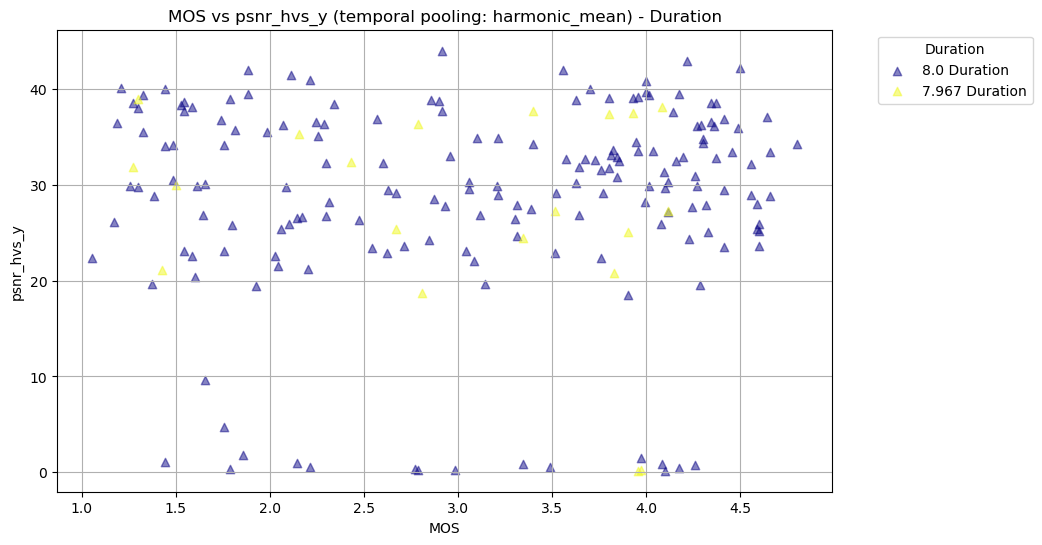 MOS vs psnr_hvs_y (temporal pooling: harmonic_mean) - Duration
Duration
8.0 Duration
7.967 Duration
psnr_hvs_y
40
30
20
10
0
1.0 1.5 2.0 2.5 3.0 3.5 4.0 4.5
MOS